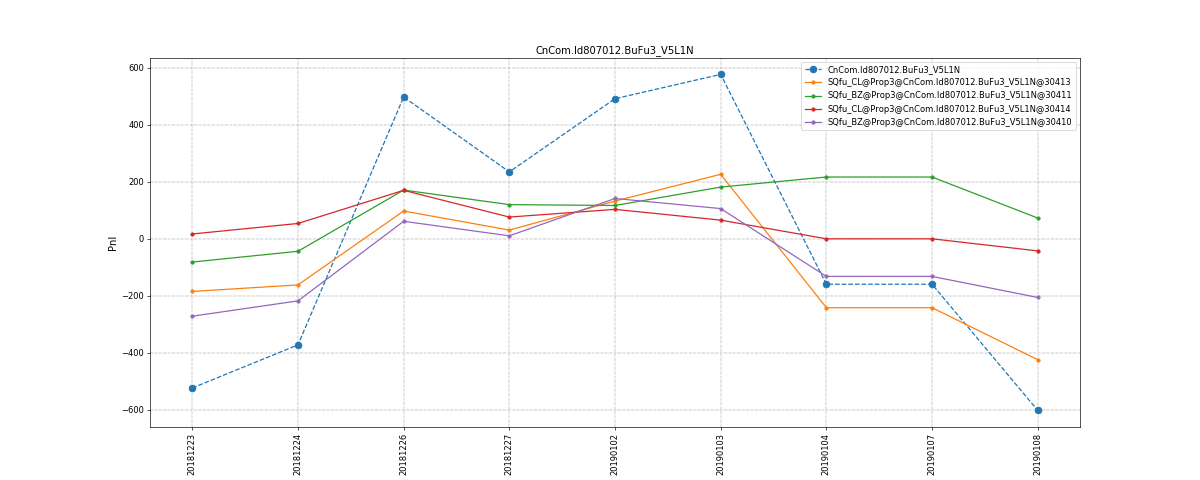 CnCom.Id807012.BuFu3_V5L1N
CnCom.Id807012.BuFu3_V5L1N
SQfu_CL@Prop3@CnCom.Id807012.BuFu3_V5L1N@30413
SQfu_BZ@Prop3@CnCom.Id807012.BuFu3_V5L1N@30411
SQfu_CL@Prop3@CnCom.Id807012.BuFu3_V5L1N@30414
SQfu_BZ@Prop3@CnCom.Id807012.BuFu3_V5L1N@30410
600
400
200
0
−200
−400
−600
Pnl
20181223
20181224
20181226
20181227
20190102
20190103
20190104
20190107
20190108